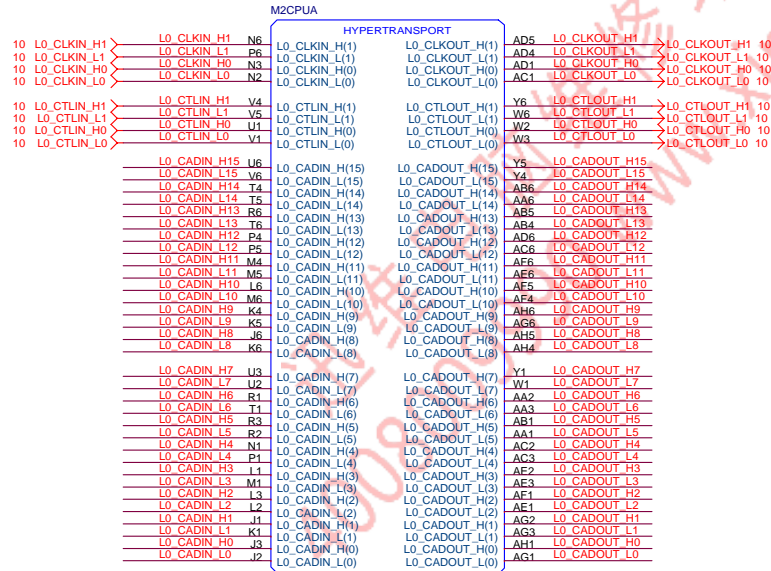 M2CPUA
HYPERTRANSPORT
10 L0_CLKIN_H1 L0_CLKIN_H1 N6 L0_CLKIN_H(1) L0_CLKOUT_H(1) AD5 L0_CLKOUT_H1 L0_CLKOUT_H1 10
10 L0_CLKIN_L1 L0_CLKIN_L1 P6 L0_CLKIN_L(1) L0_CLKOUT_L(1) AD4 L0_CLKOUT_L1 L0_CLKOUT_L1 10
10 L0_CLKIN_H0 L0_CLKIN_H0 N3 L0_CLKIN_H(0) L0_CLKOUT_H(0) AD1 L0_CLKOUT_H0 L0_CLKOUT_H0 10
10 L0_CLKIN_L0 L0_CLKIN_L0 N2 L0_CLKIN_L(0) L0_CLKOUT_L(0) AC1 L0_CLKOUT_L0 L0_CLKOUT_L0 10
10 L0_CTLIN_H1 L0_CTLIN_H1 V4 L0_CTLIN_H(1) L0_CTLOUT_H(1) Y6 L0_CTLOUT_H1 L0_CTLOUT_H1 10
10 L0_CTLIN_L1 L0_CTLIN_L1 V5 L0_CTLIN_L(1) L0_CTLOUT_L(1) W6 L0_CTLOUT_L1 L0_CTLOUT_L1 10
10 L0_CTLIN_H0 L0_CTLIN_H0 U1 L0_CTLIN_H(0) L0_CTLOUT_H(0) W2 L0_CTLOUT_H0 L0_CTLOUT_H0 10
10 L0_CTLIN_L0 L0_CTLIN_L0 V1 L0_CTLIN_L(0) L0_CTLOUT_L(0) W3 L0_CTLOUT_L0 L0_CTLOUT_L0 10
L0_CADIN_H15 U6 L0_CADIN_H(15) L0_CADOUT_H(15) Y5 L0_CADOUT_H15
L0_CADIN_L15 V6 L0_CADIN_L(15) L0_CADOUT_L(15) Y4 L0_CADOUT_L15
L0_CADIN_H14 T4 L0_CADIN_H(14) L0_CADOUT_H(14) AB6 L0_CADOUT_H14
L0_CADIN_L14 T5 L0_CADIN_L(14) L0_CADOUT_L(14) AA6 L0_CADOUT_L14
L0_CADIN_H13 R6 L0_CADIN_H(13) L0_CADOUT_H(13) AB5 L0_CADOUT_H13
L0_CADIN_L13 T6 L0_CADIN_L(13) L0_CADOUT_L(13) AB4 L0_CADOUT_L13
L0_CADIN_H12 P4 L0_CADIN_H(12) L0_CADOUT_H(12) AD6 L0_CADOUT_H12
L0_CADIN_L12 P5 L0_CADIN_L(12) L0_CADOUT_L(12) AC6 L0_CADOUT_L12
L0_CADIN_H11 M4 L0_CADIN_H(11) L0_CADOUT_H(11) AF6 L0_CADOUT_H11
L0_CADIN_L11 M5 L0_CADIN_L(11) L0_CADOUT_L(11) AE6 L0_CADOUT_L11
L0_CADIN_H10 L6 L0_CADIN_H(10) L0_CADOUT_H(10) AF5 L0_CADOUT_H10
L0_CADIN_L10 M6 L0_CADIN_L(10) L0_CADOUT_L(10) AF4 L0_CADOUT_L10
L0_CADIN_H9 K4 L0_CADIN_H(9) L0_CADOUT_H(9) AH6 L0_CADOUT_H9
L0_CADIN_L9 K5 L0_CADIN_L(9) L0_CADOUT_L(9) AG6 L0_CADOUT_L9
L0_CADIN_H8 J6 L0_CADIN_H(8) L0_CADOUT_H(8) AH5 L0_CADOUT_H8
L0_CADIN_L8 K6 L0_CADIN_L(8) L0_CADOUT_L(8) AH4 L0_CADOUT_L8
L0_CADIN_H7 U3 L0_CADIN_H(7) L0_CADOUT_H(7) Y1 L0_CADOUT_H7
L0_CADIN_L7 U2 L0_CADIN_L(7) L0_CADOUT_L(7) W1 L0_CADOUT_L7
L0_CADIN_H6 R1 L0_CADIN_H(6) L0_CADOUT_H(6) AA2 L0_CADOUT_H6
L0_CADIN_L6 T1 L0_CADIN_L(6) L0_CADOUT_L(6) AA3 L0_CADOUT_L6
L0_CADIN_H5 R3 L0_CADIN_H(5) L0_CADOUT_H(5) AB1 L0_CADOUT_H5
L0_CADIN_L5 R2 L0_CADIN_L(5) L0_CADOUT_L(5) AA1 L0_CADOUT_L5
L0_CADIN_H4 N1 L0_CADIN_H(4) L0_CADOUT_H(4) AC2 L0_CADOUT_H4
L0_CADIN_L4 P1 L0_CADIN_L(4) L0_CADOUT_L(4) AC3 L0_CADOUT_L4
L0_CADIN_H3 L1 L0_CADIN_H(3) L0_CADOUT_H(3) AE2 L0_CADOUT_H3
L0_CADIN_L3 M1 L0_CADIN_L(3) L0_CADOUT_L(3) AE3 L0_CADOUT_L3
L0_CADIN_H2 L3 L0_CADIN_H(2) L0_CADOUT_H(2) AF1 L0_CADOUT_H2
L0_CADIN_L2 L2 L0_CADIN_L(2) L0_CADOUT_L(2) AE1 L0_CADOUT_L2
L0_CADIN_H1 J1 L0_CADIN_H(1) L0_CADOUT_H(1) AG2 L0_CADOUT_H1
L0_CADIN_L1 K1 L0_CADIN_L(1) L0_CADOUT_L(1) AG3 L0_CADOUT_L1
L0_CADIN_H0 J3 L0_CADIN_H(0) L0_CADOUT_H(0) AH1 L0_CADOUT_H0
L0_CADIN_L0 J2 L0_CADIN_L(0) L0_CADOUT_L(0) AG1 L0_CADOUT_L0